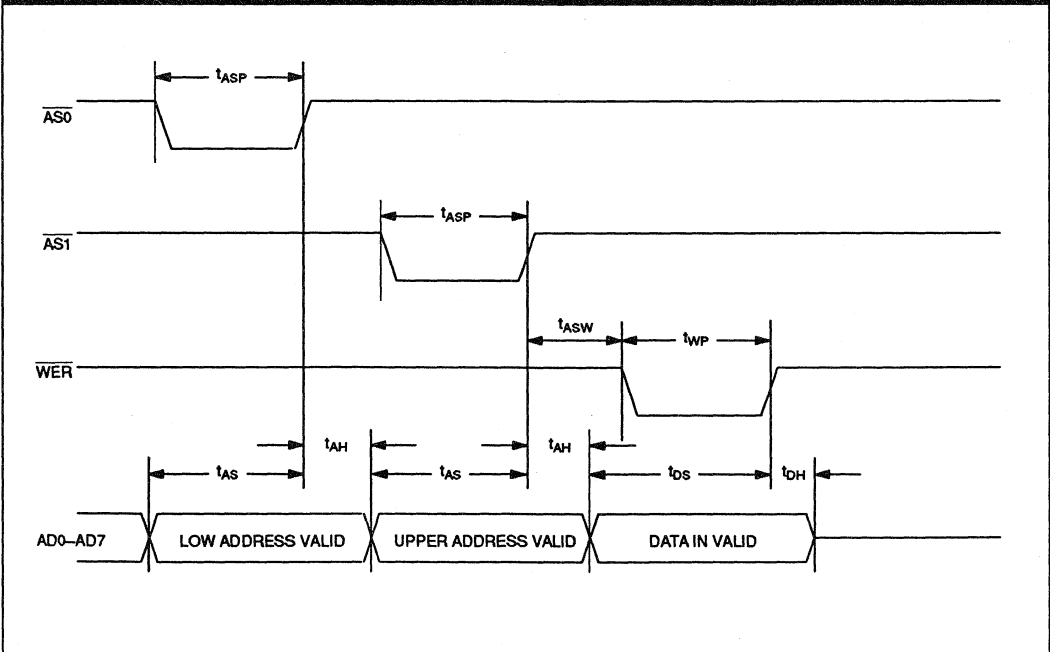 tASP
AS0
tASP
AS1
tASW
tWP
WER
tAH
tAH
tAS
tAS
tDS
tDH
AD0–AD7
LOW ADDRESS VALID
UPPER ADDRESS VALID
DATA IN VALID